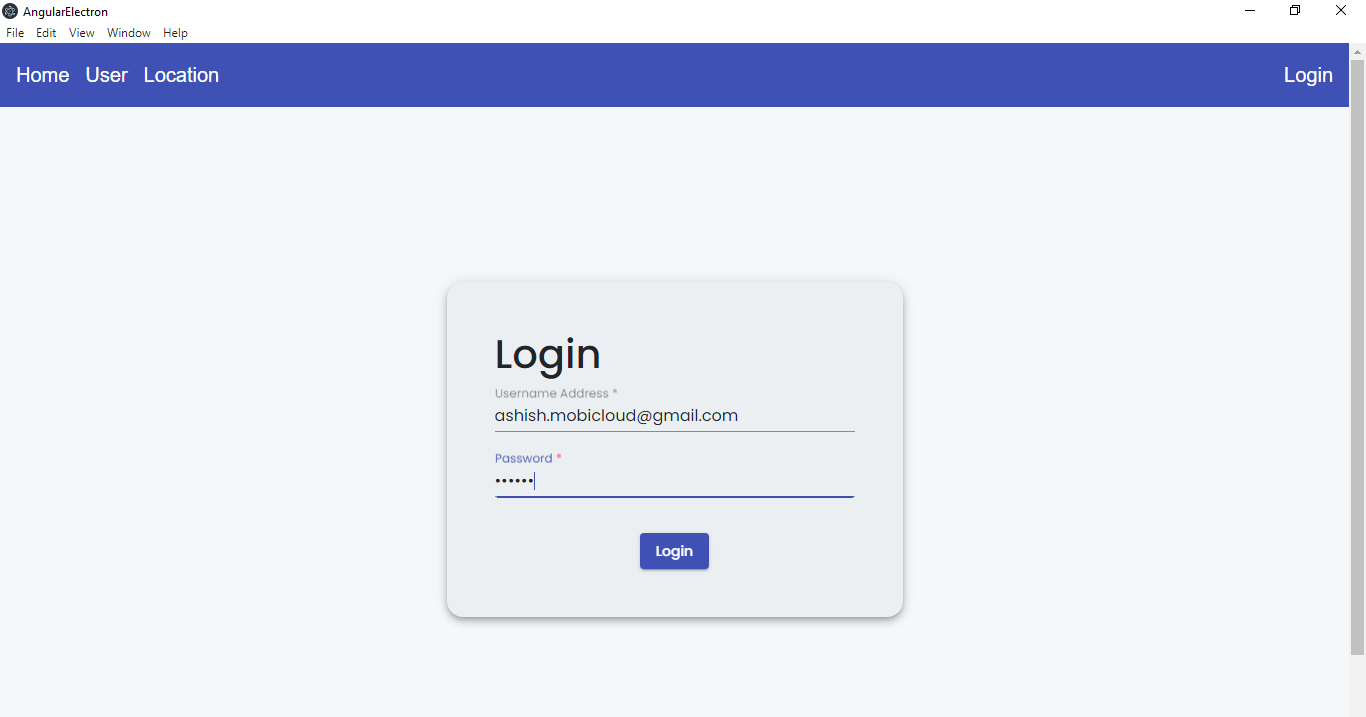 AngularElectron
File Edit View Window Help
Home User Location Login
Login
Username Address *
ashish.mobicloud@gmail.com
Password *
••••••
Login